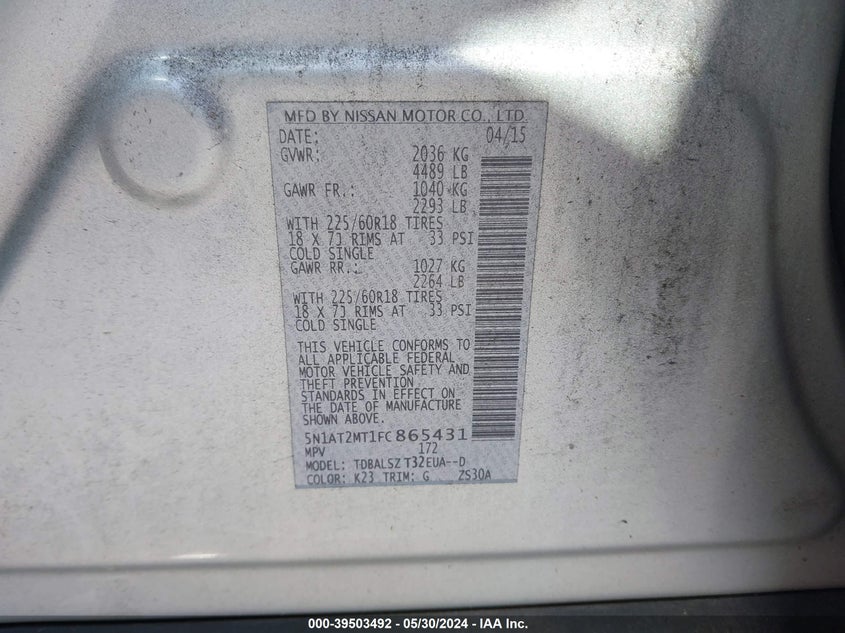 MFD BY NISSAN MOTOR CO., LTD.
DATE: 04/15
GVWR: 2036 KG
4489 LB
GAWR FR.: 1040 KG
2293 LB
WITH 225/60R18 TIRES
18 X 7J RIMS AT 33 PSI
COLD SINGLE
GAWR RR.: 1027 KG
2264 LB
WITH 225/60R18 TIRES
18 X 7J RIMS AT 33 PSI
COLD SINGLE
THIS VEHICLE CONFORMS TO
ALL APPLICABLE FEDERAL
MOTOR VEHICLE SAFETY AND
THEFT PREVENTION
STANDARDS IN EFFECT ON
THE DATE OF MANUFACTURE
SHOWN ABOVE.
5N1AT2MT1FC865431
MPV 172
MODEL: TDBALSZ T32EUA--D
COLOR: K23 TRIM: G ZS30A
000-39503492 - 05/30/2024 - IAA Inc.